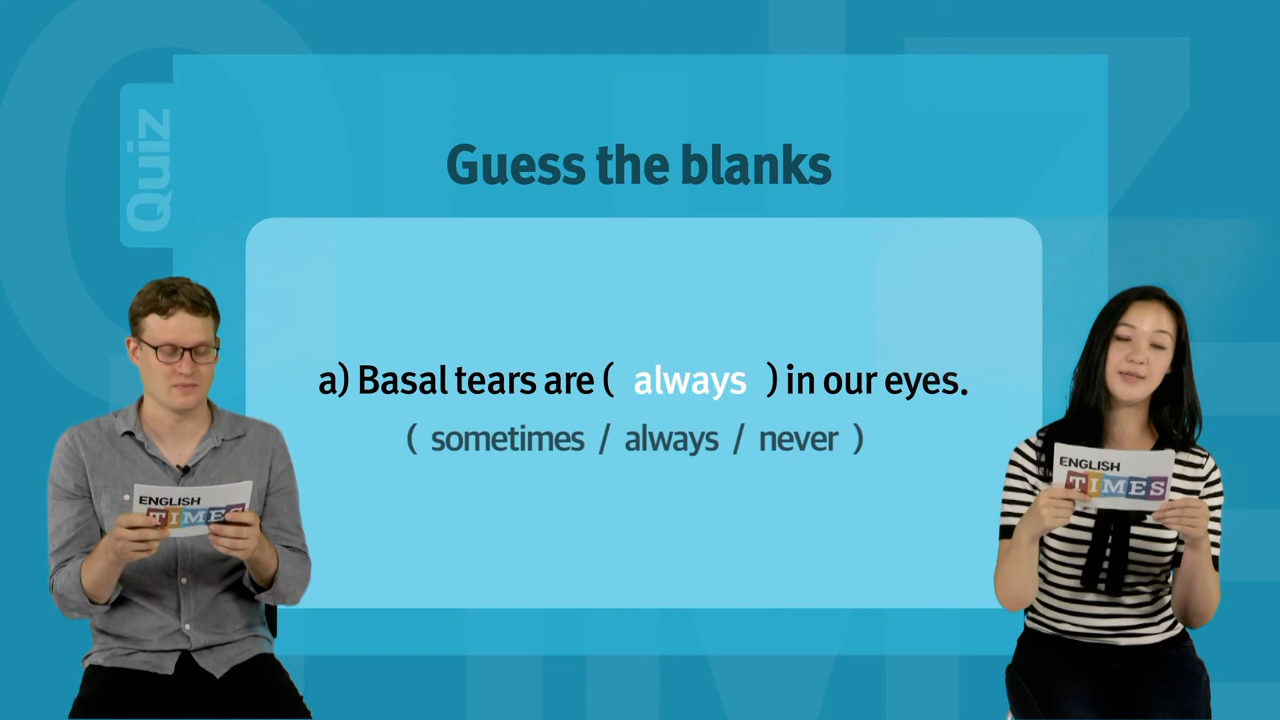 Quiz
Guess the blanks
a) Basal tears are ( always ) in our eyes.
( sometimes / always / never )
ENGLISH
TIMES
ENGLISH
TIMES